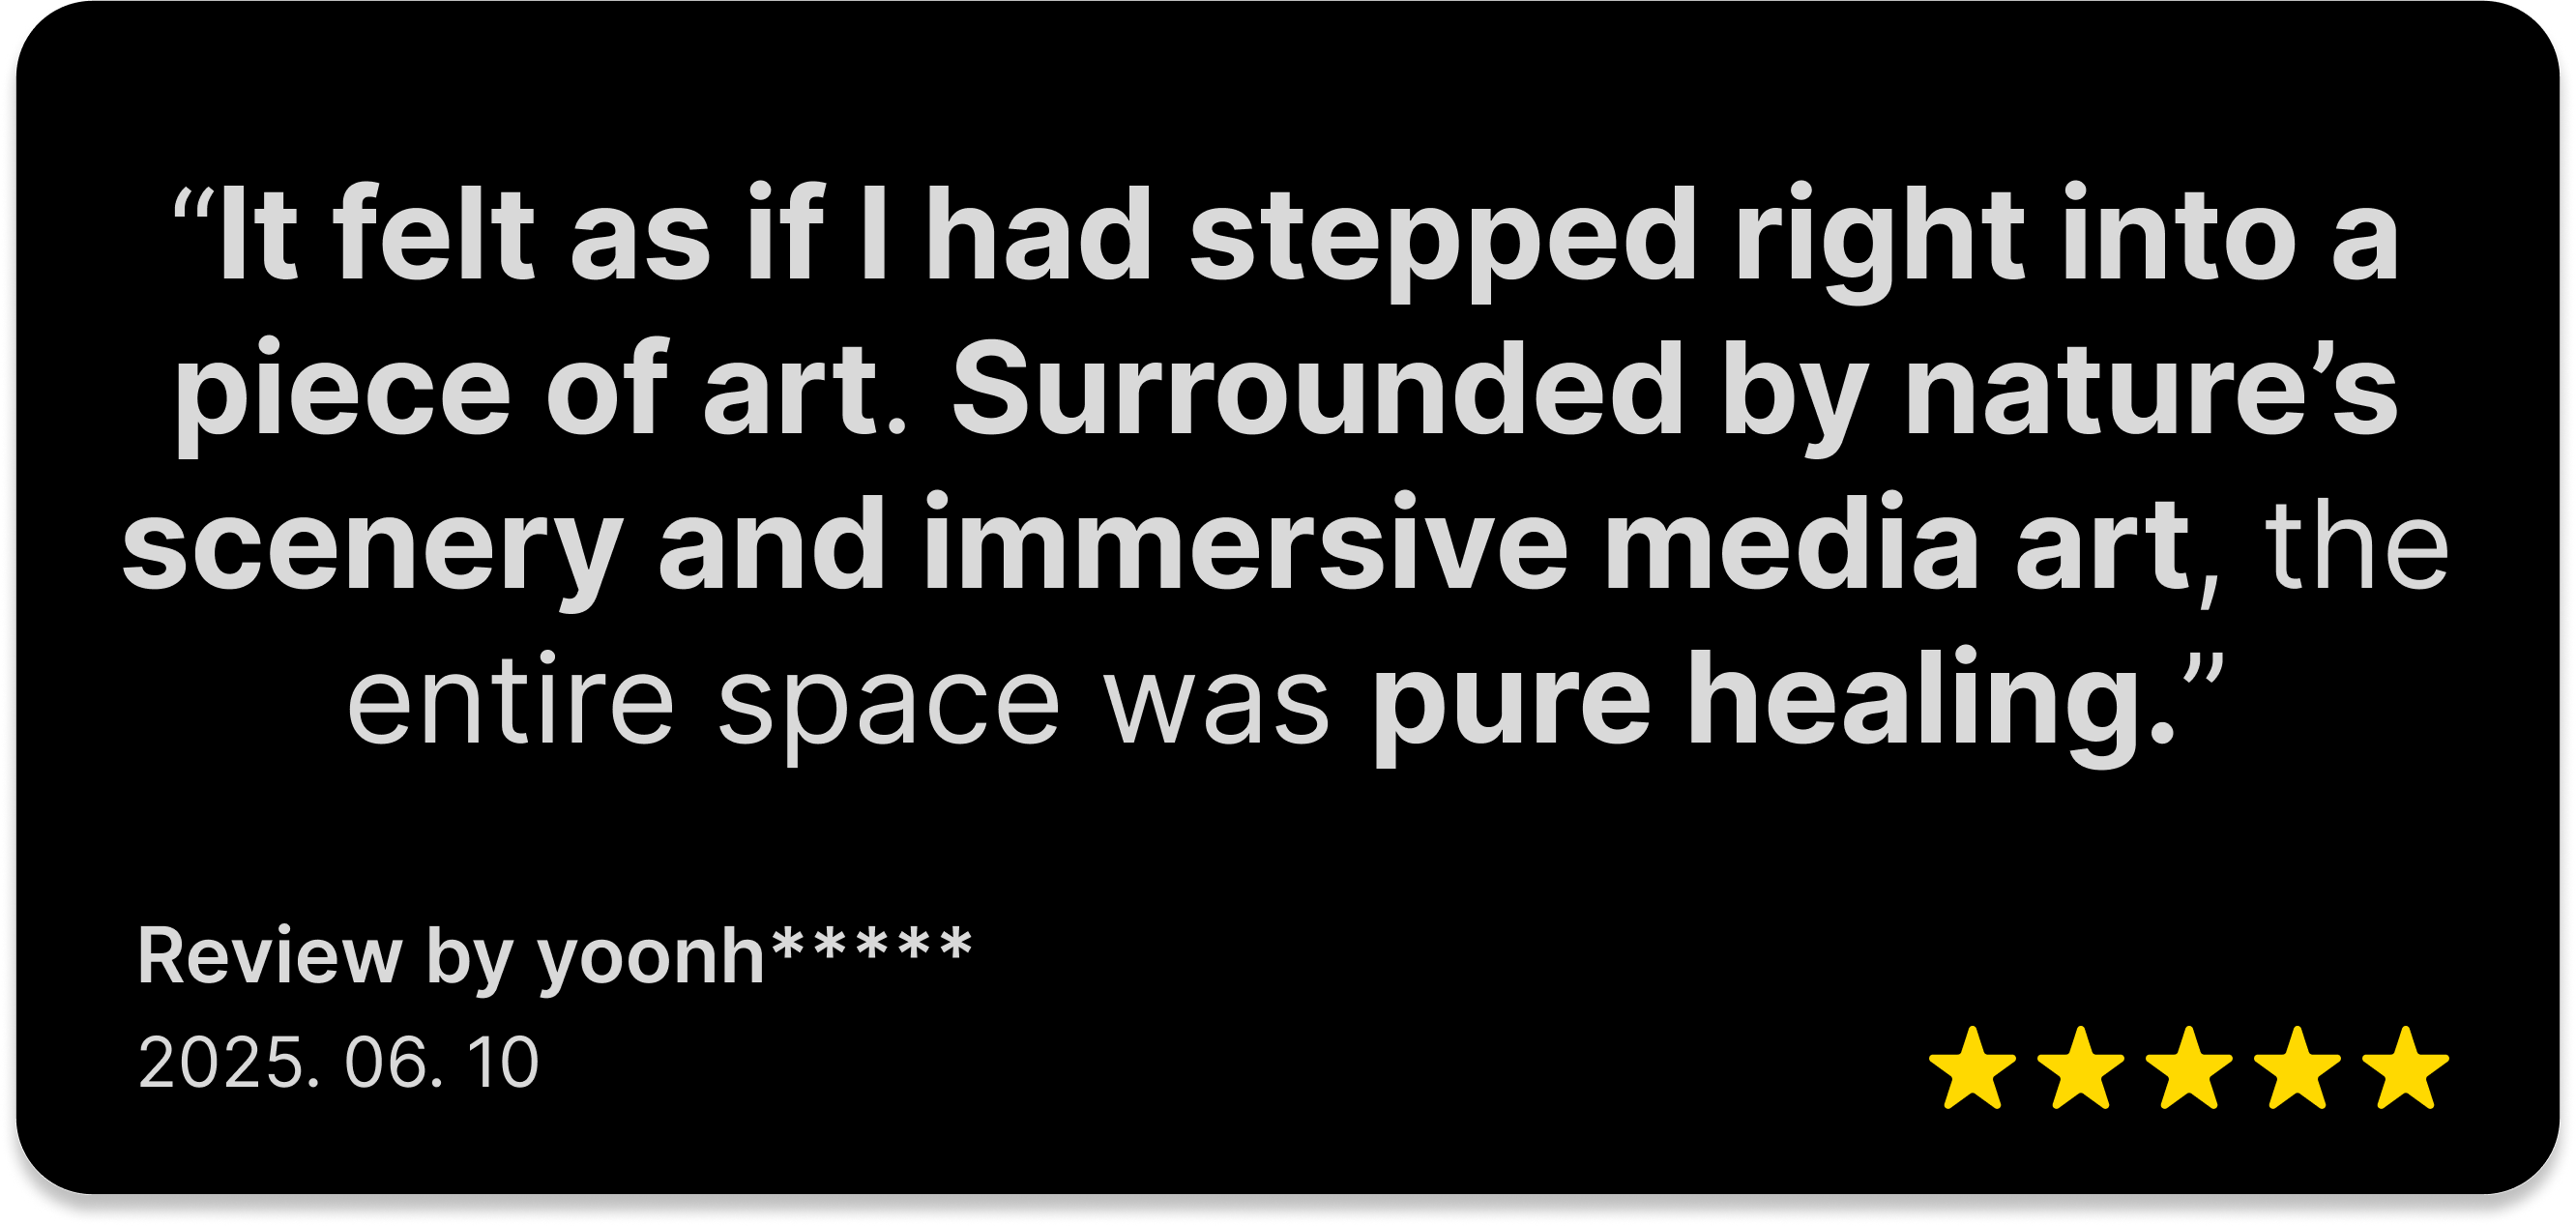 “It felt as if I had stepped right into a
piece of art. Surrounded by nature’s
scenery and immersive media art, the
entire space was pure healing.”
Review by yoonh*****
2025. 06. 10